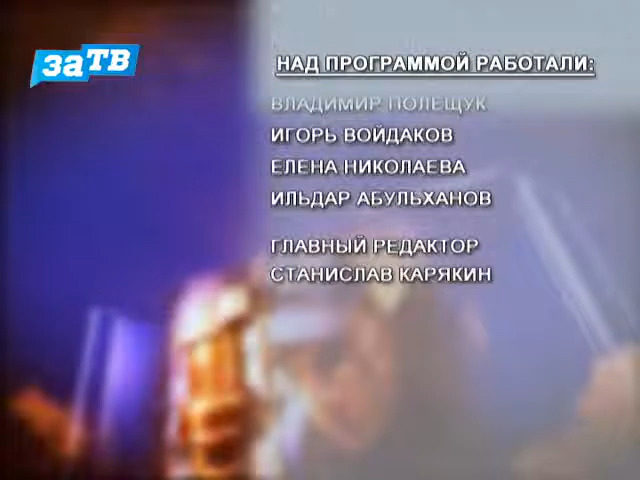 заТВ
НАД ПРОГРАММОЙ РАБОТАЛИ:
ВЛАДИМИР ПОЛЕЩУК
ИГОРЬ ВОЙДАКОВ
ЕЛЕНА НИКОЛАЕВА
ИЛЬДАР АБУЛЬХАНОВ
ГЛАВНЫЙ РЕДАКТОР
СТАНИСЛАВ КАРЯКИН